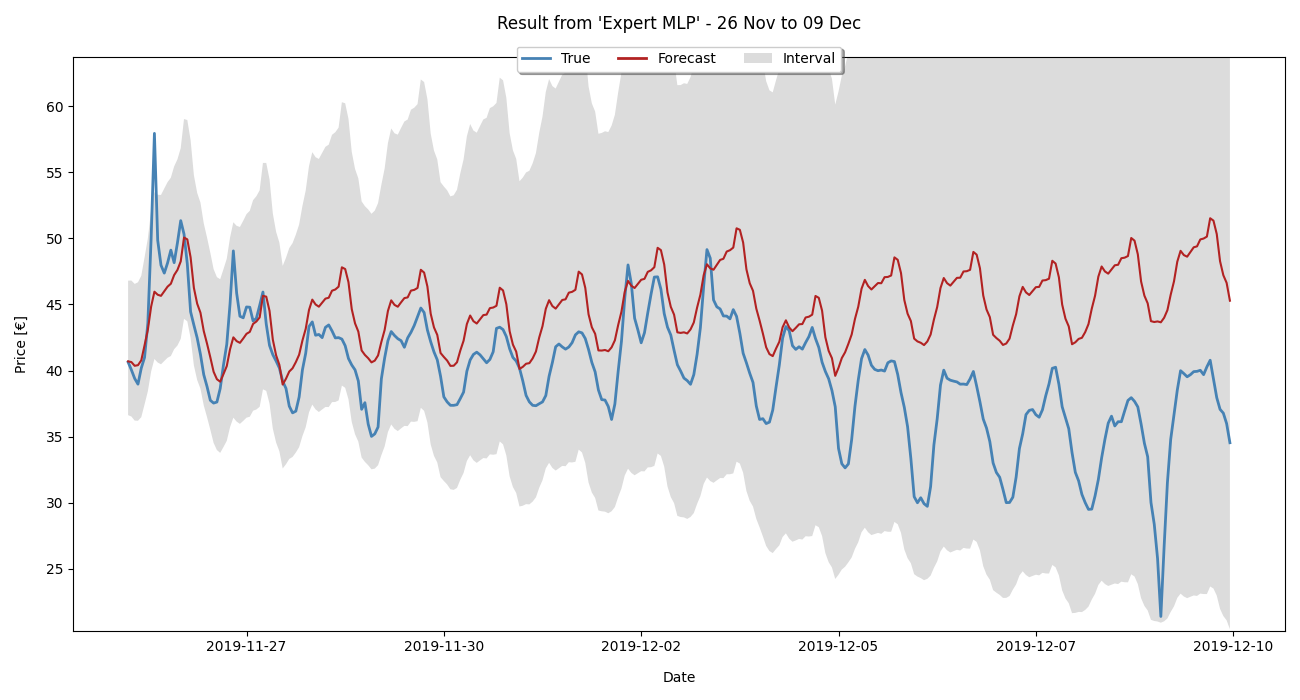 Result from 'Expert MLP' - 26 Nov to 09 Dec
True Forecast Interval
60
55
50
45
40
35
30
25
Price [€]
2019-11-27 2019-11-30 2019-12-02 2019-12-05 2019-12-07 2019-12-10
Date